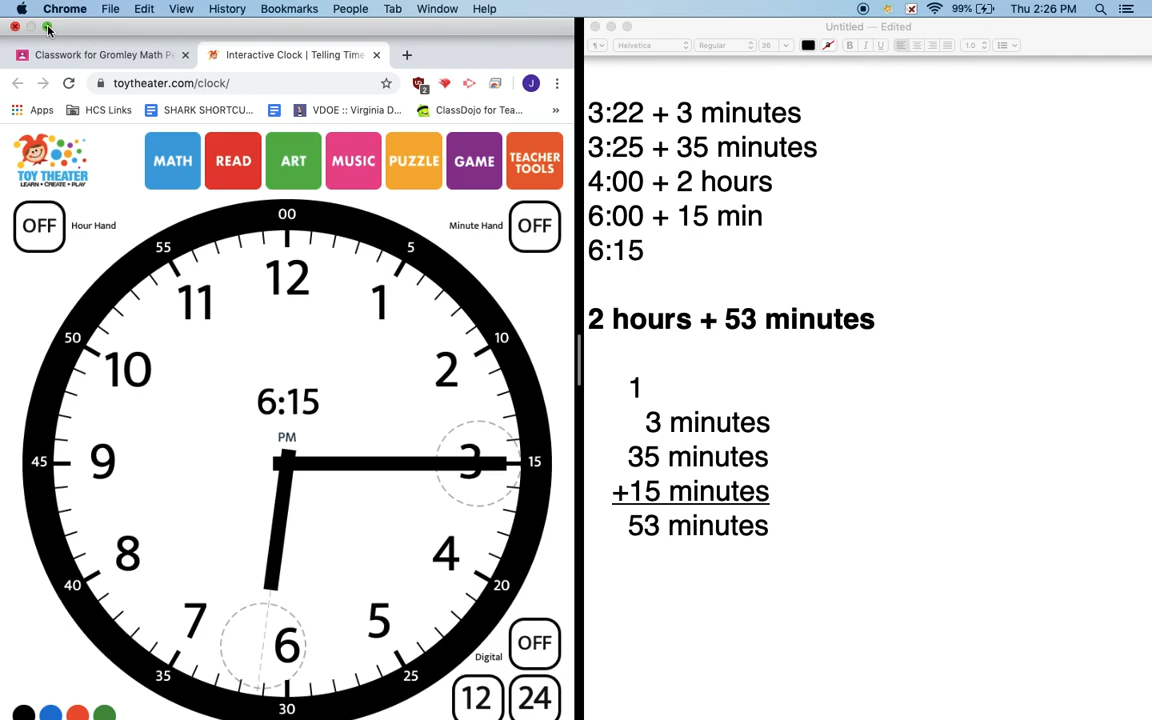 Chrome File Edit View History Bookmarks People Tab Window Help 99% Thu 2:26 PM
Untitled — Edited
Classwork for Gromley Math P Interactive Clock | Telling Time
Helvetica Regular 36 B I U 1.0
toytheater.com/clock/ 2 J
Apps HCS Links SHARK SHORTCU... VDOE :: Virginia D... ClassDojo for Tea... »
TOY THEATER
LEARN • CREATE • PLAY
MATH READ ART MUSIC PUZZLE GAME TEACHER TOOLS
OFF Hour Hand Minute Hand OFF
00
55 5
12
11 1
50 10
10 2
6:15
PM
45 9 3 15
8 4
40 20
7 5
6
35 25
30
Digital OFF
12 24
3:22 + 3 minutes
3:25 + 35 minutes
4:00 + 2 hours
6:00 + 15 min
6:15
2 hours + 53 minutes
1
3 minutes
35 minutes
+15 minutes
53 minutes